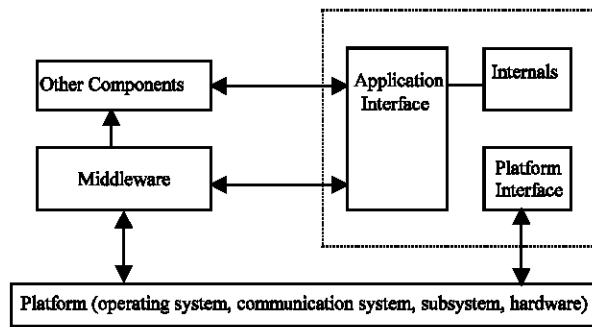 Other Components
Application
Interface
Internals
Middleware
Platform
Interface
Platform (operating system, communication system, subsystem, hardware)